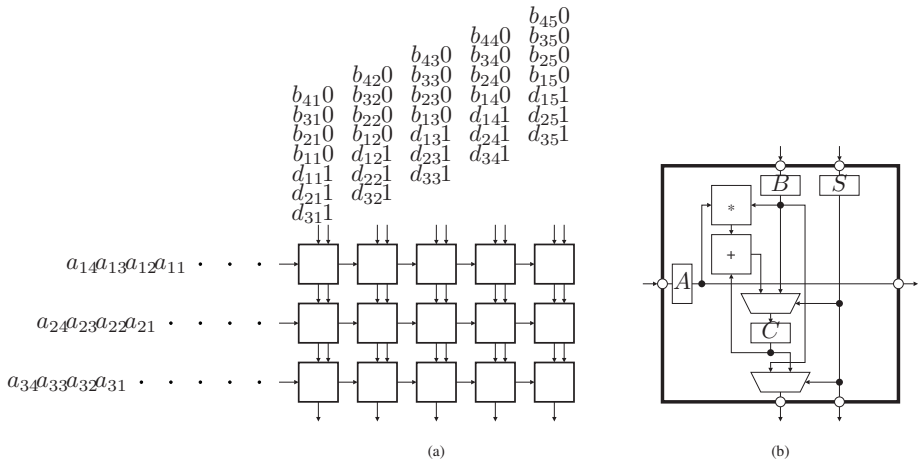 b₄₅0
b₄₄0 b₃₅0
b₄₃0 b₃₄0 b₂₅0
b₄₂0 b₃₃0 b₂₄0 b₁₅0
b₄₁0 b₃₂0 b₂₃0 b₁₄0 d₁₅1
b₃₁0 b₂₂0 b₁₃0 d₁₄1 d₂₅1
b₂₁0 b₁₂0 d₁₃1 d₂₄1 d₃₅1
b₁₁0 d₁₂1 d₂₃1 d₃₄1
d₁₁1 d₂₂1 d₃₃1
d₂₁1 d₃₂1
d₃₁1
a₁₄a₁₃a₁₂a₁₁ · · ·
a₂₄a₂₃a₂₂a₂₁ · · · ·
a₃₄a₃₃a₃₂a₃₁ · · · · ·
B S
*
+
A
C
(a) (b)